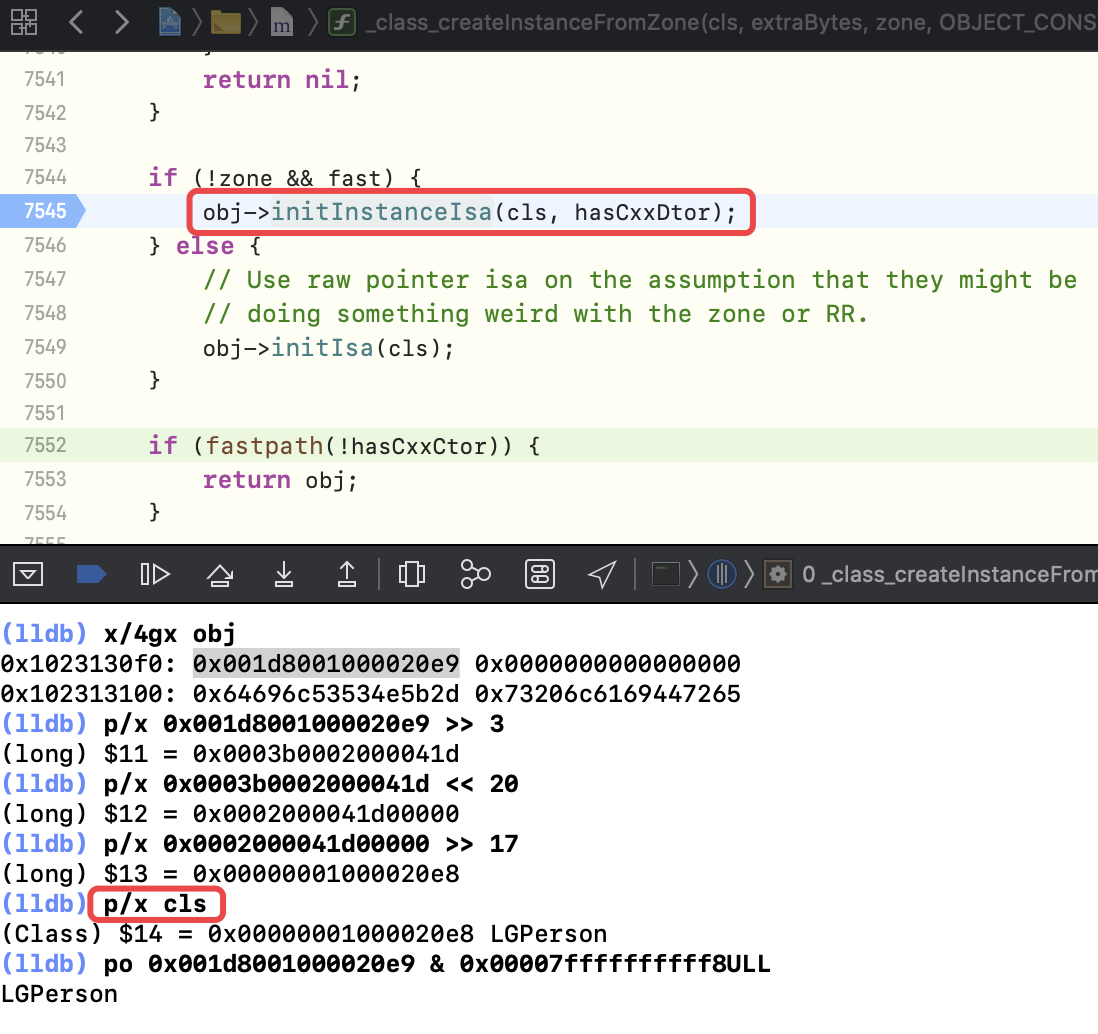 _class_createInstanceFromZone(cls, extraBytes, zone, OBJECT_CONS
7541 return nil;
7542 }
7543
7544 if (!zone && fast) {
7545 obj->initInstanceIsa(cls, hasCxxDtor);
7546 } else {
7547 // Use raw pointer isa on the assumption that they might be
7548 // doing something weird with the zone or RR.
7549 obj->initIsa(cls);
7550 }
7551
7552 if (fastpath(!hasCxxCtor)) {
7553 return obj;
7554 }
0 _class_createInstanceFrom
(lldb) x/4gx obj
0x1023130f0: 0x001d8001000020e9 0x0000000000000000
0x102313100: 0x64696c53534e5b2d 0x73206c6169447265
(lldb) p/x 0x001d8001000020e9 >> 3
(long) $11 = 0x0003b0002000041d
(lldb) p/x 0x0003b0002000041d << 20
(long) $12 = 0x0002000041d00000
(lldb) p/x 0x0002000041d00000 >> 17
(long) $13 = 0x00000001000020e8
(lldb) p/x cls
(Class) $14 = 0x00000001000020e8 LGPerson
(lldb) po 0x001d8001000020e9 & 0x00007ffffffffff8ULL
LGPerson